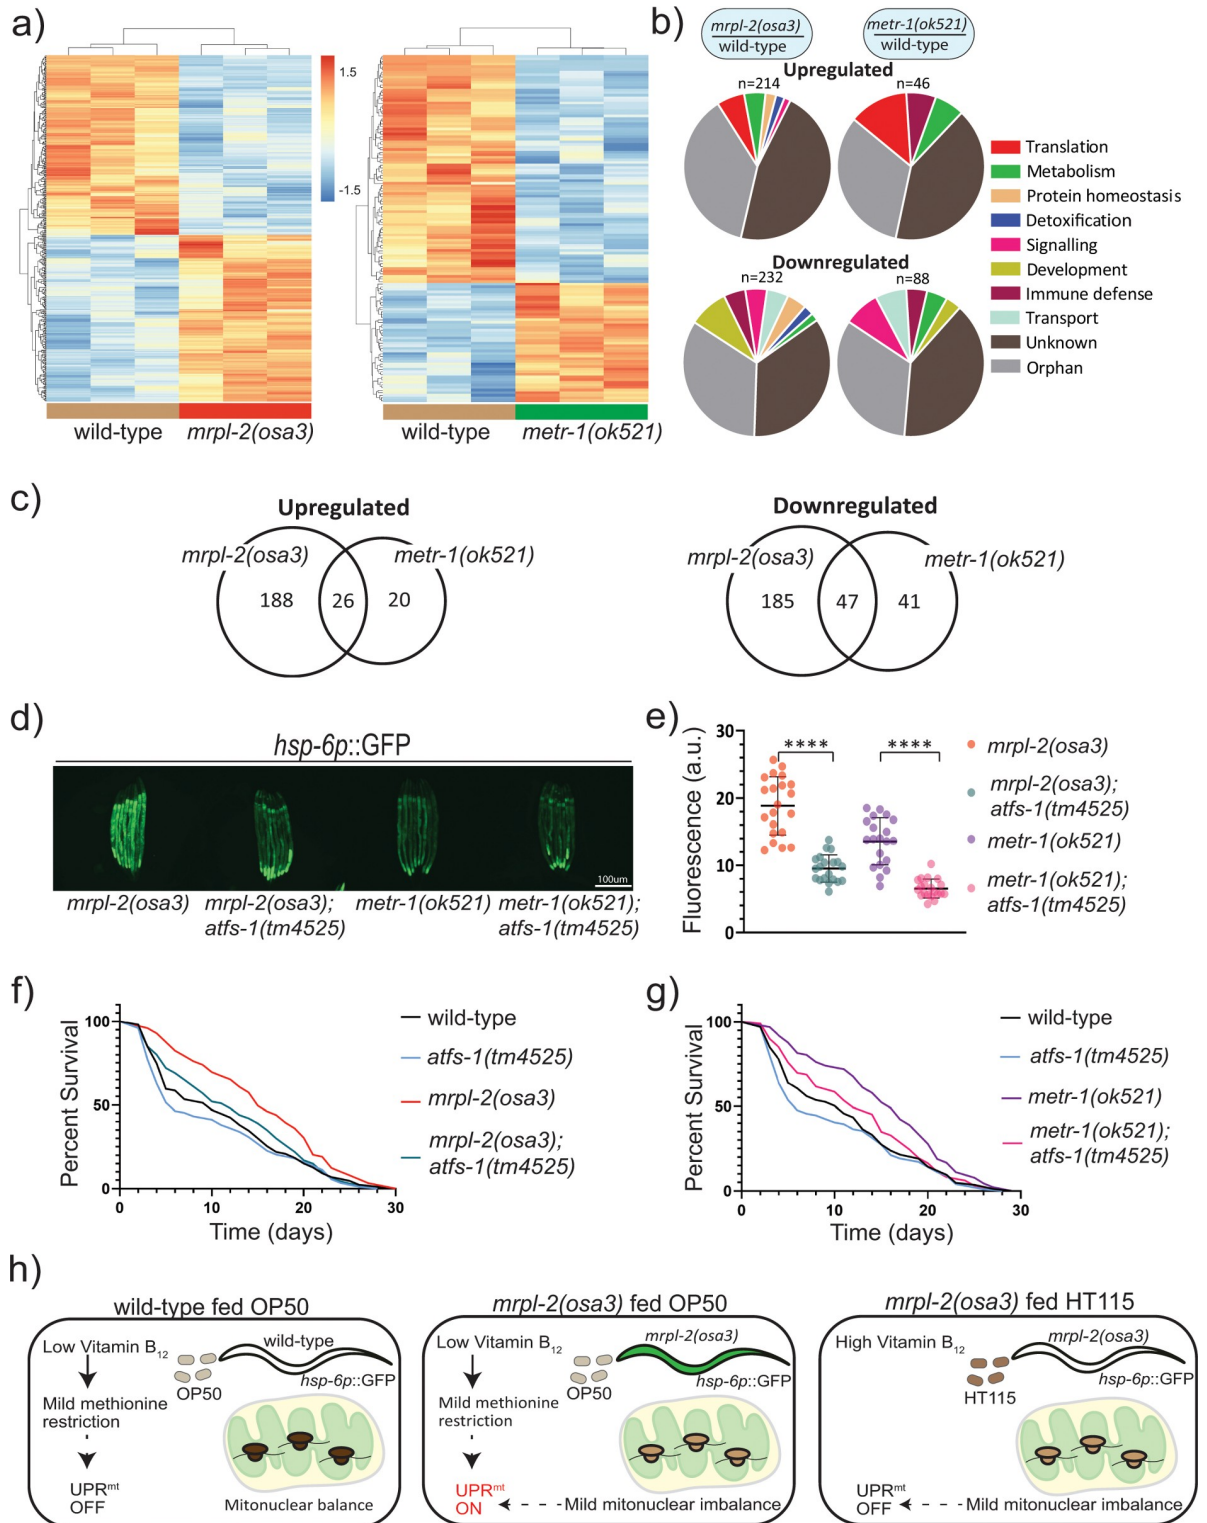 a)
1.5
-1.5
wild-type
mrpl-2(osa3)
wild-type
metr-1(ok521)
b)
mrpl-2(osa3)
wild-type
metr-1(ok521)
wild-type
Upregulated
n=214
n=46
Downregulated
n=232
n=88
Translation
Metabolism
Protein homeostasis
Detoxification
Signalling
Development
Immune defense
Transport
Unknown
Orphan
c)
Upregulated
mrpl-2(osa3)
metr-1(ok521)
188
26
20
Downregulated
mrpl-2(osa3)
metr-1(ok521)
185
47
41
d)
hsp-6p::GFP
100um
mrpl-2(osa3)
mrpl-2(osa3);
atfs-1(tm4525)
metr-1(ok521)
metr-1(ok521);
atfs-1(tm4525)
e)
Fluorescence (a.u.)
30
20
10
0
****
****
mrpl-2(osa3)
mrpl-2(osa3);
atfs-1(tm4525)
metr-1(ok521)
metr-1(ok521);
atfs-1(tm4525)
f)
Percent Survival
100
50
0
0
10
20
30
Time (days)
wild-type
atfs-1(tm4525)
mrpl-2(osa3)
mrpl-2(osa3);
atfs-1(tm4525)
g)
Percent Survival
100
50
0
0
10
20
30
Time (days)
wild-type
atfs-1(tm4525)
metr-1(ok521)
metr-1(ok521);
atfs-1(tm4525)
h)
wild-type fed OP50
Low Vitamin B12
wild-type
OP50
hsp-6p::GFP
Mild methionine
restriction
UPRmt
OFF
Mitonuclear balance
mrpl-2(osa3) fed OP50
Low Vitamin B12
mrpl-2(osa3)
OP50
hsp-6p::GFP
Mild methionine
restriction
UPRmt
ON
Mild mitonuclear imbalance
mrpl-2(osa3) fed HT115
High Vitamin B12
mrpl-2(osa3)
HT115
hsp-6p::GFP
UPRmt
OFF
Mild mitonuclear imbalance